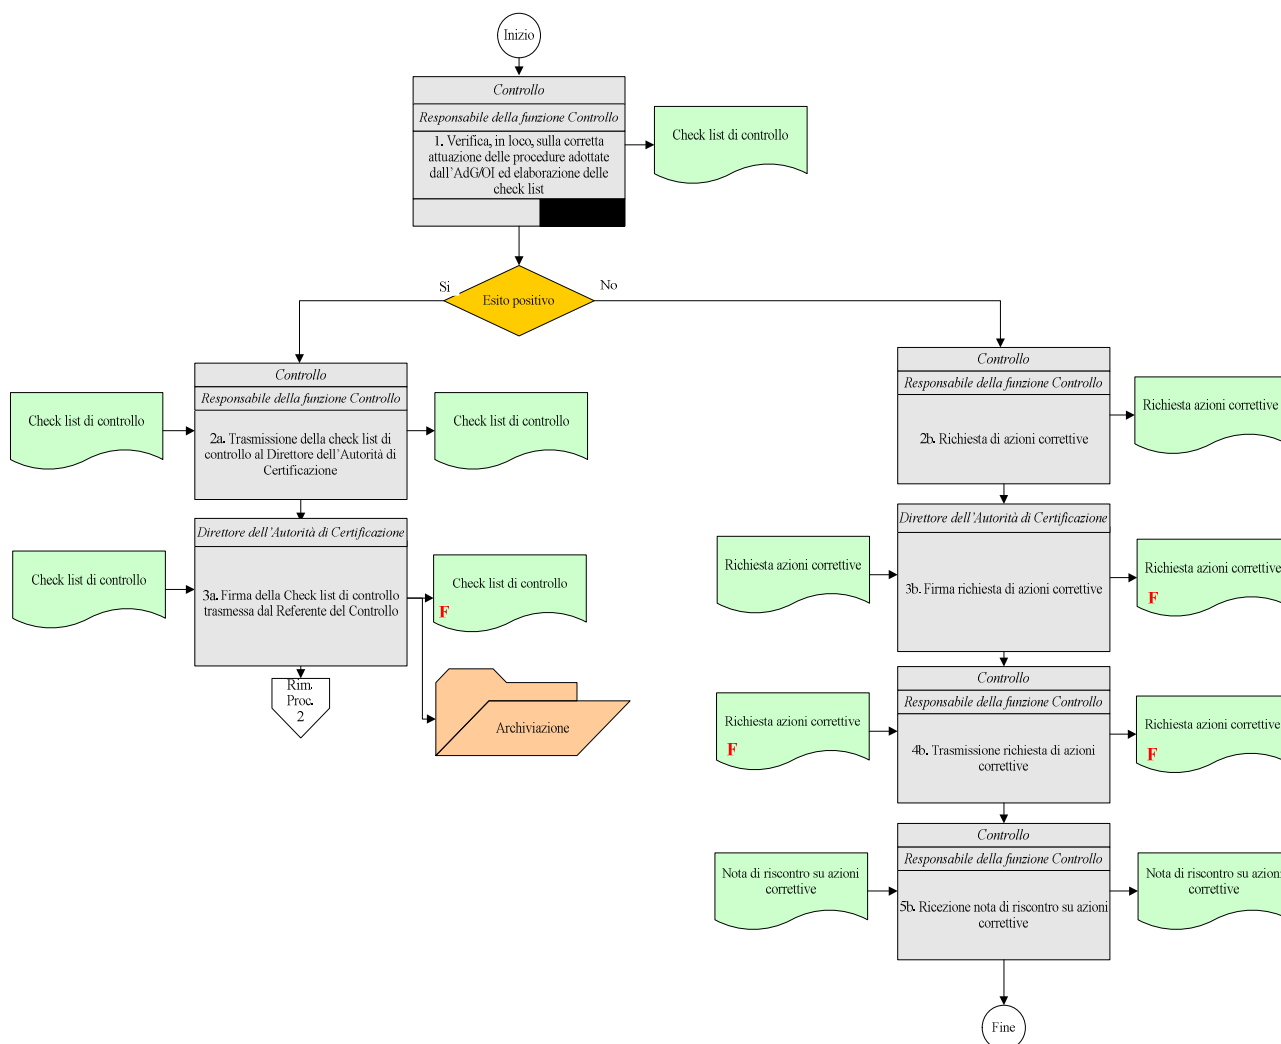 Inizio
Controllo
Responsabile della funzione Controllo
1. Verifica, in loco, sulla corretta
attuazione delle procedure adottate
dall'AdG/OI ed elaborazione delle
check list
Check list di controllo
Si
Esito positivo
No
Controllo
Responsabile della funzione Controllo
2a. Trasmissione della check list di
controllo al Direttore dell'Autorità di
Certificazione
Check list di controllo
Check list di controllo
Direttore dell'Autorità di Certificazione
3a. Firma della Check list di controllo
trasmessa dal Referente del Controllo
Check list di controllo
Check list di controllo
F
Rim.
Proc.
2
Archiviazione
Controllo
Responsabile della funzione Controllo
2b. Richiesta di azioni correttive
Richiesta azioni correttive
Direttore dell'Autorità di Certificazione
3b. Firma richiesta di azioni correttive
Richiesta azioni correttive
Richiesta azioni correttive
F
Controllo
Responsabile della funzione Controllo
4b. Trasmissione richiesta di azioni
correttive
Richiesta azioni correttive
F
Richiesta azioni correttive
F
Controllo
Responsabile della funzione Controllo
5b. Ricezione nota di riscontro su azioni
correttive
Nota di riscontro su azioni
correttive
Nota di riscontro su azioni
correttive
Fine